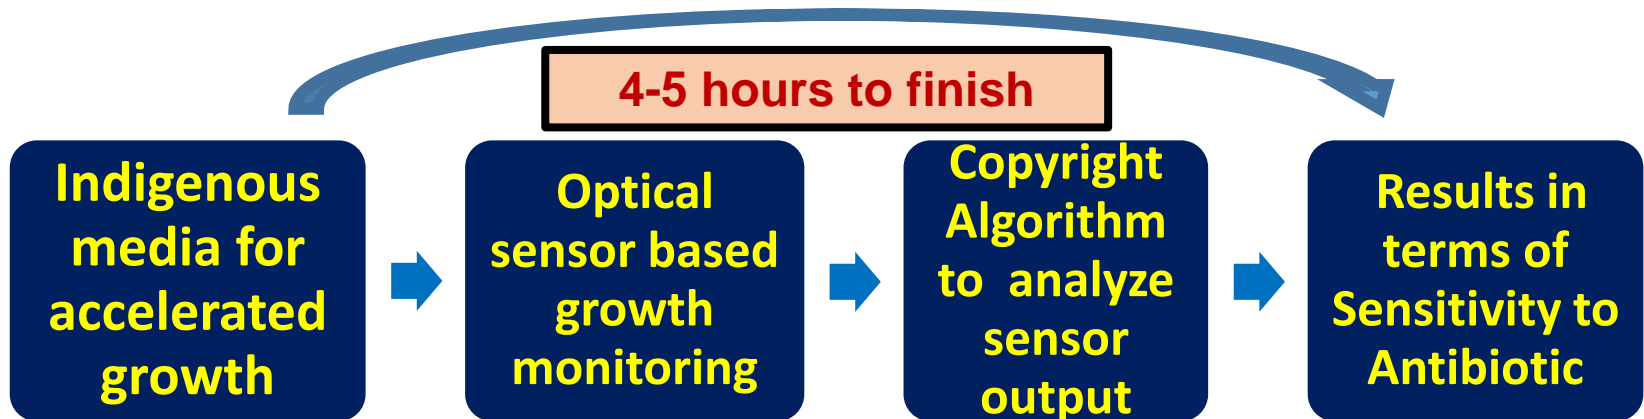 4-5 hours to finish
Indigenous
media for
accelerated
growth
Optical
sensor based
growth
monitoring
Copyright
Algorithm
to analyze
sensor
output
Results in
terms of
Sensitivity to
Antibiotic